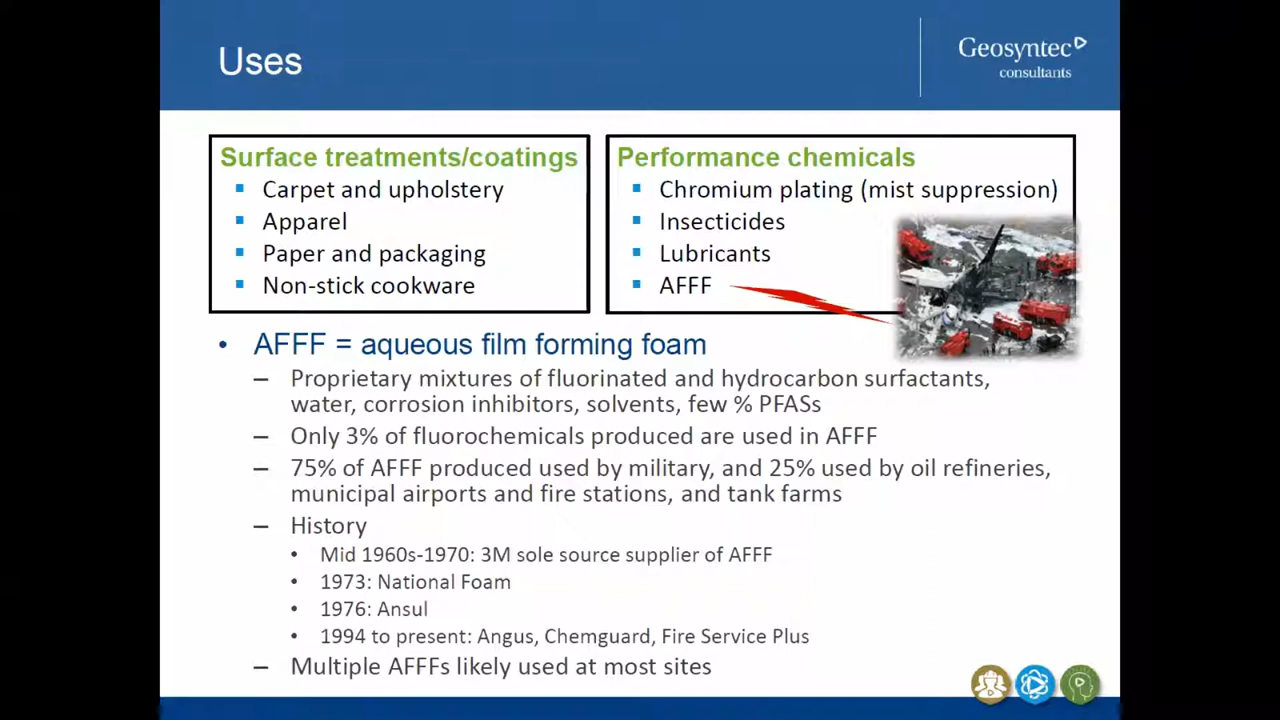 Uses
Geosyntec
consultants
Surface treatments/coatings
▪ Carpet and upholstery
▪ Apparel
▪ Paper and packaging
▪ Non-stick cookware
Performance chemicals
▪ Chromium plating (mist suppression)
▪ Insecticides
▪ Lubricants
▪ AFFF
• AFFF = aqueous film forming foam
– Proprietary mixtures of fluorinated and hydrocarbon surfactants,
water, corrosion inhibitors, solvents, few % PFASs
– Only 3% of fluorochemicals produced are used in AFFF
– 75% of AFFF produced used by military, and 25% used by oil refineries,
municipal airports and fire stations, and tank farms
– History
• Mid 1960s-1970: 3M sole source supplier of AFFF
• 1973: National Foam
• 1976: Ansul
• 1994 to present: Angus, Chemguard, Fire Service Plus
– Multiple AFFFs likely used at most sites